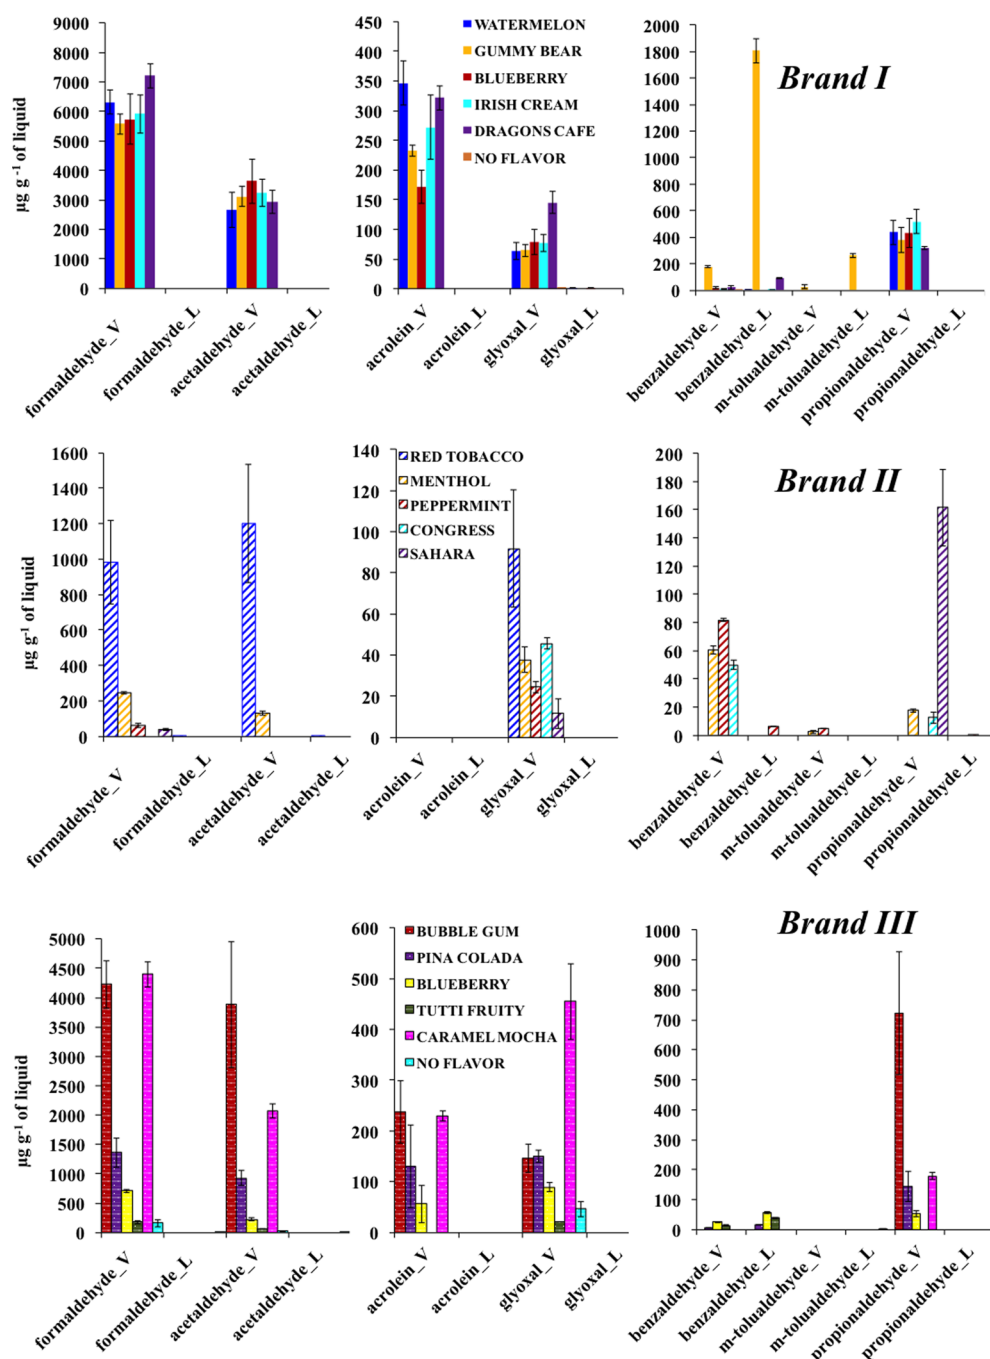 Brand I
µg g⁻¹ of liquid
9000
8000
7000
6000
5000
4000
3000
2000
1000
0
formaldehyde_V
formaldehyde_L
acetaldehyde_V
acetaldehyde_L
450
400
350
300
250
200
150
100
50
0
WATERMELON
GUMMY BEAR
BLUEBERRY
IRISH CREAM
DRAGONS CAFE
NO FLAVOR
acrolein_V
acrolein_L
glyoxal_V
glyoxal_L
2000
1800
1600
1400
1200
1000
800
600
400
200
0
benzaldehyde_V
benzaldehyde_L
m-tolualdehyde_V
m-tolualdehyde_L
propionaldehyde_V
propionaldehyde_L
Brand II
µg g⁻¹ of liquid
1600
1400
1200
1000
800
600
400
200
0
formaldehyde_V
formaldehyde_L
acetaldehyde_V
acetaldehyde_L
140
120
100
80
60
40
20
0
RED TOBACCO
MENTHOL
PEPPERMINT
CONGRESS
SAHARA
acrolein_V
acrolein_L
glyoxal_V
glyoxal_L
200
180
160
140
120
100
80
60
40
20
0
benzaldehyde_V
benzaldehyde_L
m-tolualdehyde_V
m-tolualdehyde_L
propionaldehyde_V
propionaldehyde_L
Brand III
µg g⁻¹ of liquid
5000
4500
4000
3500
3000
2500
2000
1500
1000
500
0
formaldehyde_V
formaldehyde_L
acetaldehyde_V
acetaldehyde_L
600
500
400
300
200
100
0
BUBBLE GUM
PINA COLADA
BLUEBERRY
TUTTI FRUITY
CARAMEL MOCHA
NO FLAVOR
acrolein_V
acrolein_L
glyoxal_V
glyoxal_L
1000
900
800
700
600
500
400
300
200
100
0
benzaldehyde_V
benzaldehyde_L
m-tolualdehyde_V
m-tolualdehyde_L
propionaldehyde_V
propionaldehyde_L